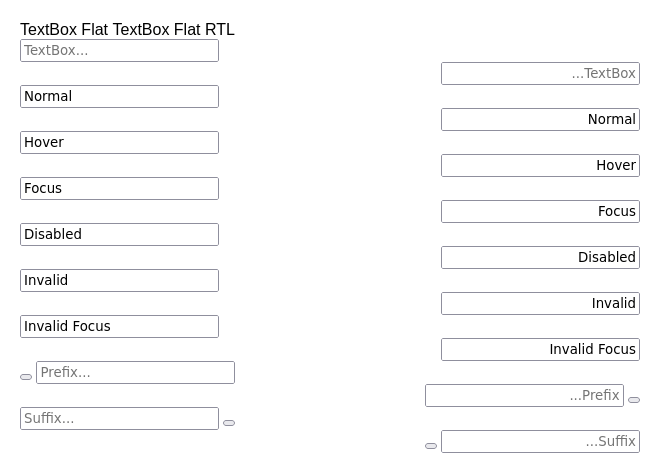 TextBox Flat TextBox Flat RTL
TextBox...
...TextBox
Normal
Normal
Hover
Hover
Focus
Focus
Disabled
Disabled
Invalid
Invalid
Invalid Focus
Invalid Focus
Prefix...
...Prefix
Suffix...
...Suffix